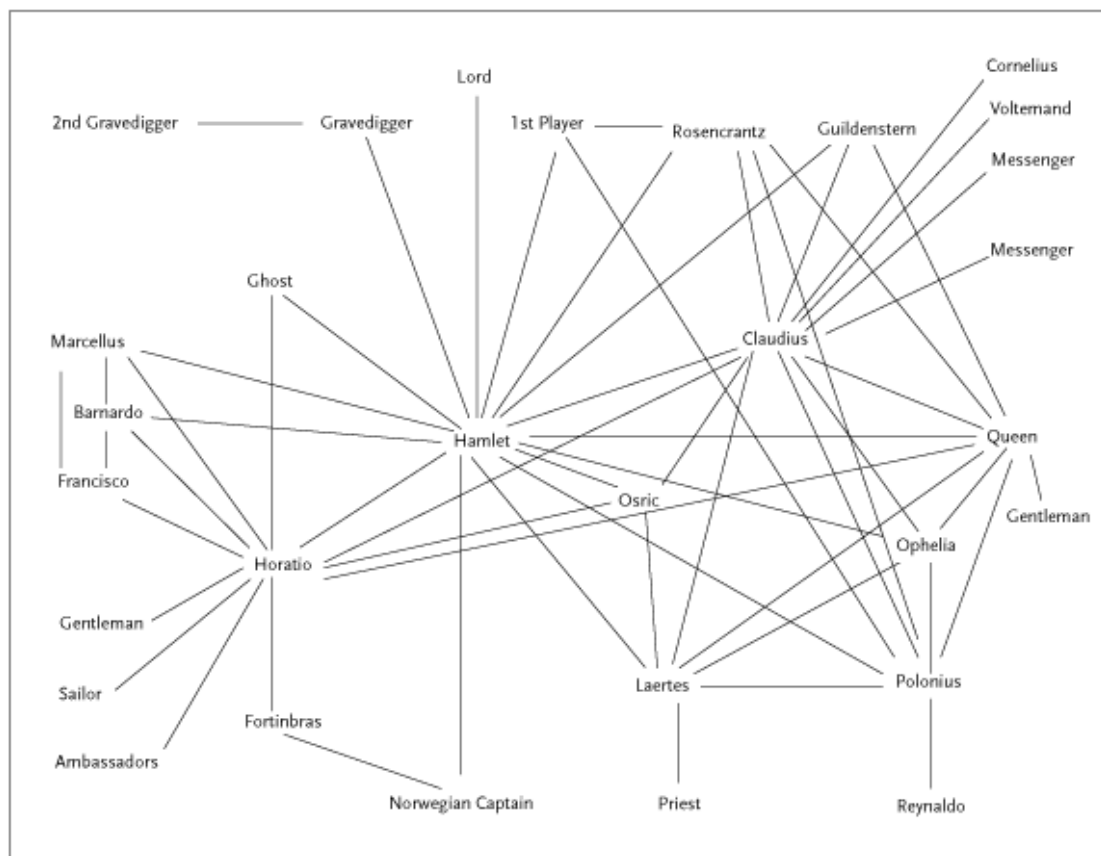 Lord
Cornelius
2nd Gravedigger
Gravedigger
1st Player
Rosencrantz
Guildenstern
Voltemand
Messenger
Messenger
Ghost
Marcellus
Claudius
Barnardo
Hamlet
Queen
Francisco
Osric
Gentleman
Horatio
Ophelia
Gentleman
Sailor
Laertes
Polonius
Fortinbras
Ambassadors
Norwegian Captain
Priest
Reynaldo